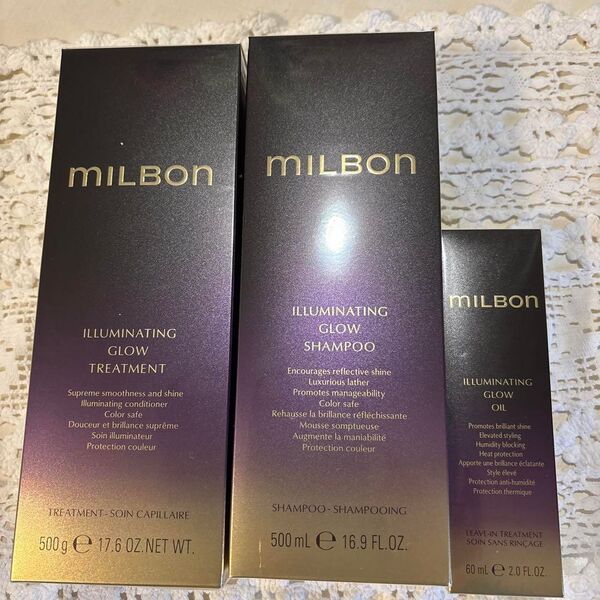 MILBON
ILLUMINATING
GLOW
TREATMENT
Supreme smoothness and shine
Illuminating conditioner
Color safe
Douceur et brillance suprême
Soin illuminateur
Protection couleur
TREATMENT - SOIN CAPILLAIRE
500 g e 17.6 OZ. NET WT.
MILBON
ILLUMINATING
GLOW
SHAMPOO
Encourages reflective shine
Luxurious lather
Promotes manageability
Color safe
Rehausse la brillance réfléchissante
Mousse somptueuse
Augmente la maniabilité
Protection couleur
SHAMPOO - SHAMPOOING
500 mL e 16.9 FL.OZ.
MILBON
ILLUMINATING
GLOW
OIL
Promotes brilliant shine
Elevated styling
Humidity blocking
Heat protection
Apporte une brillance éclatante
Style élevé
Protection anti-humidité
Protection thermique
LEAVE-IN TREATMENT
SOIN SANS RINÇAGE
60 mL e 2.0 FL.OZ.